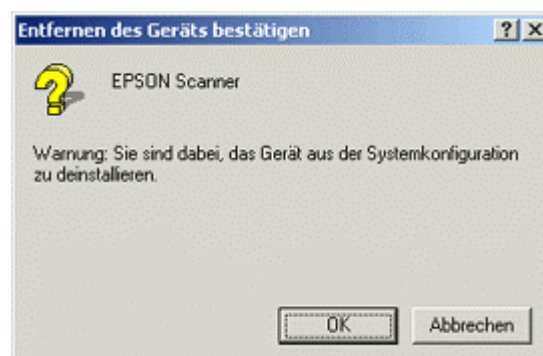 Entfernen des Geräts bestätigen
EPSON Scanner
Warnung: Sie sind dabei, das Gerät aus der Systemkonfiguration
zu deinstallieren.
OK
Abbrechen